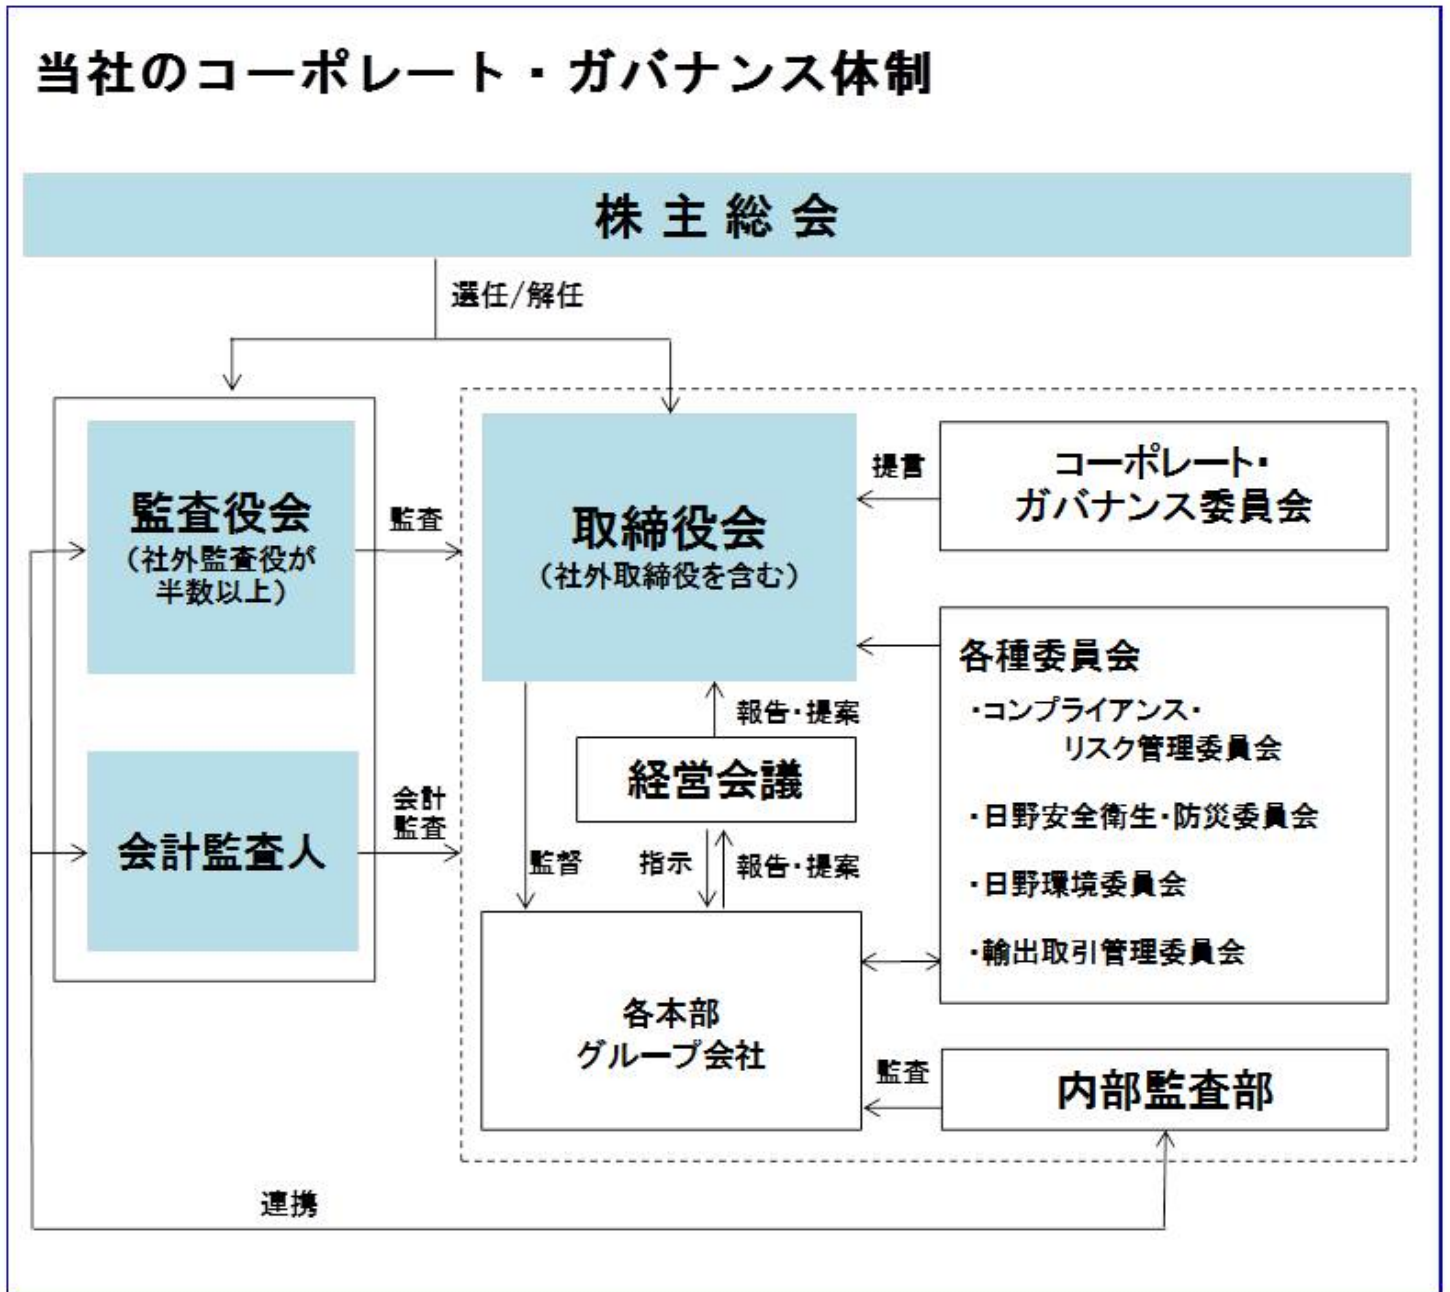 当社のコーポレート・ガバナンス体制
株主総会
選任/解任
監査役会
(社外監査役が
半数以上)
監査
会計監査人
会計
監査
取締役会
(社外取締役を含む)
提言
コーポレート・
ガバナンス委員会
報告・提案
経営会議
監督
指示
報告・提案
各種委員会
・コンプライアンス・
リスク管理委員会
・日野安全衛生・防災委員会
・日野環境委員会
・輸出取引管理委員会
各本部
グループ会社
監査
内部監査部
連携